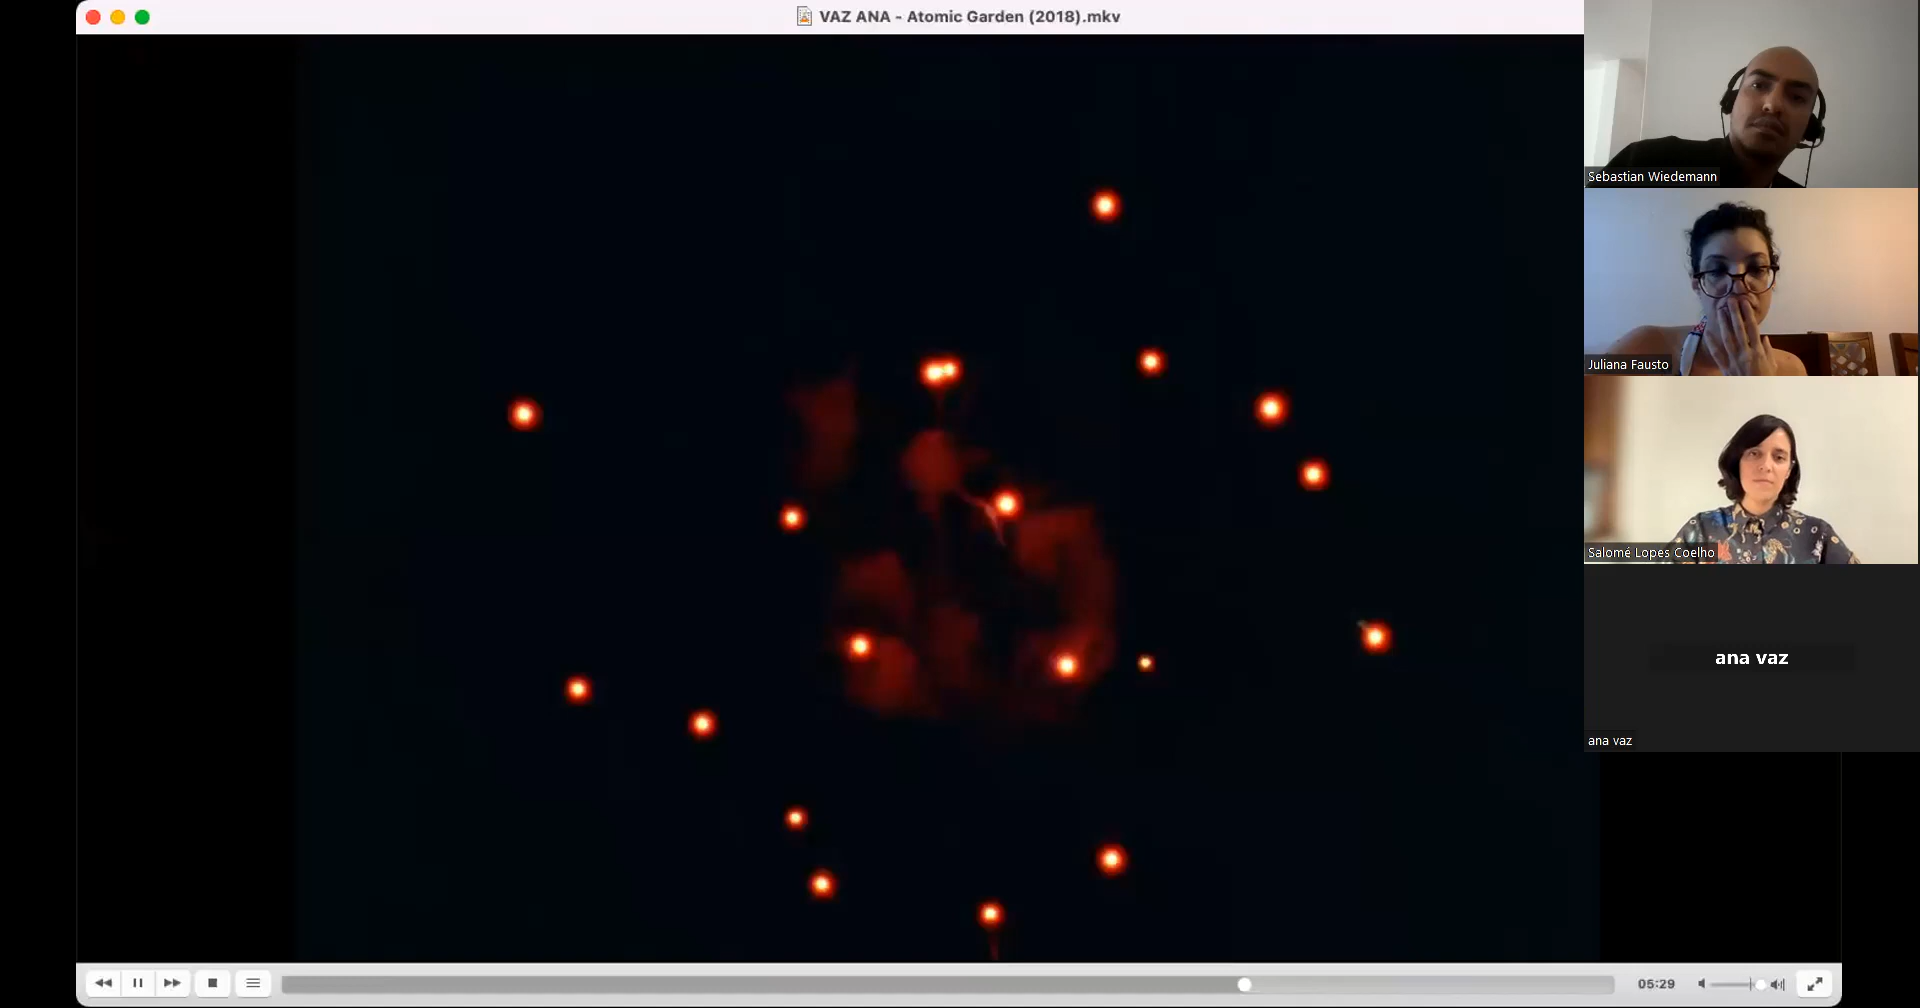 VAZ ANA - Atomic Garden (2018).mkv
Sebastian Wiedemann
Juliana Fausto
Salomé Lopes Coelho
ana vaz
ana vaz
05:29